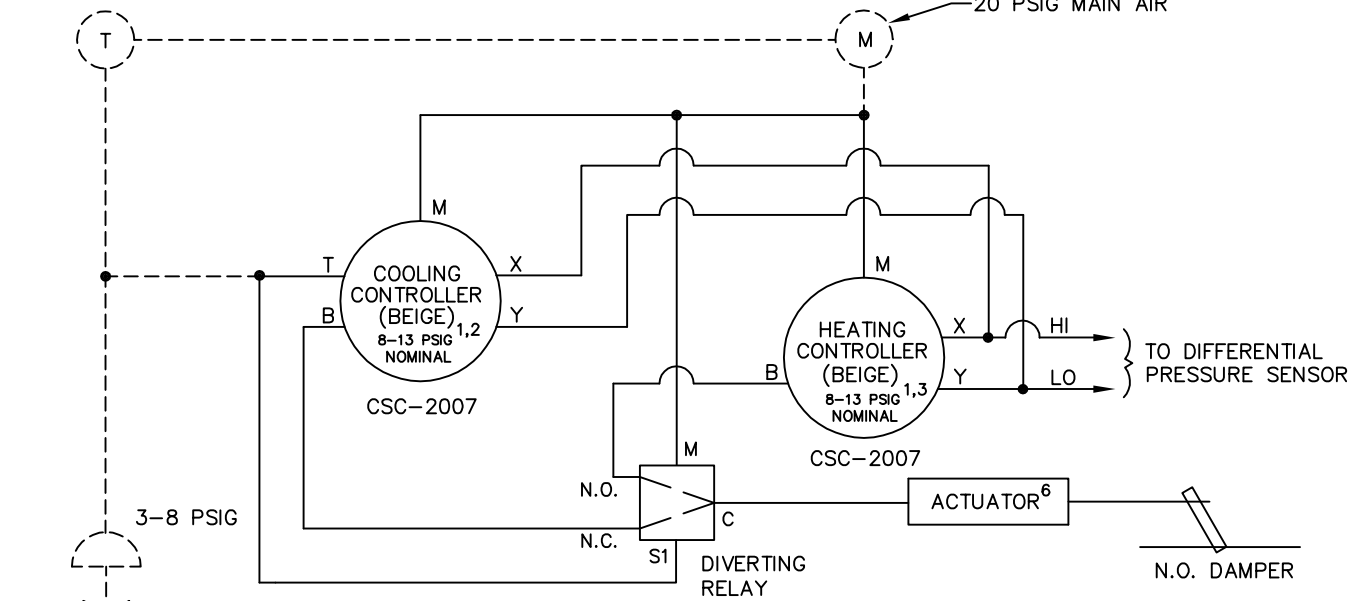 20 PSIG MAIN AIR
T
M
M
T
COOLING
CONTROLLER
(BEIGE) 1,2
8-13 PSIG
NOMINAL
X
B
Y
CSC-2007
M
HEATING
CONTROLLER
(BEIGE) 1,3
8-13 PSIG
NOMINAL
X
HI
B
Y
LO
CSC-2007
TO DIFFERENTIAL
PRESSURE SENSOR
M
N.O.
C
N.C.
S1
DIVERTING
RELAY
ACTUATOR6
3-8 PSIG
N.O. DAMPER